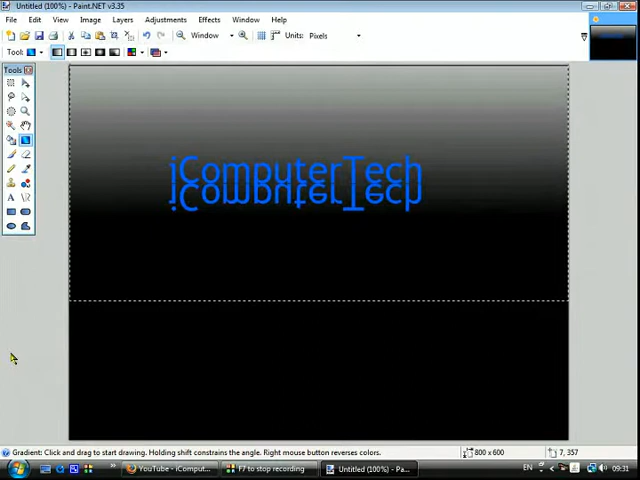 Untitled (100%) - Paint.NET v3.35
File Edit View Image Layers Adjustments Effects Window Help
Window Units: Pixels
Tool:
Tools
iComputerTech
iComputerTech
Gradient: Click and drag to start drawing. Holding shift constrains the angle. Right mouse button reverses colors.
800 x 600
7, 357
YouTube - iComput...
F7 to stop recording
Untitled (100%) - Pa...
EN
09:31